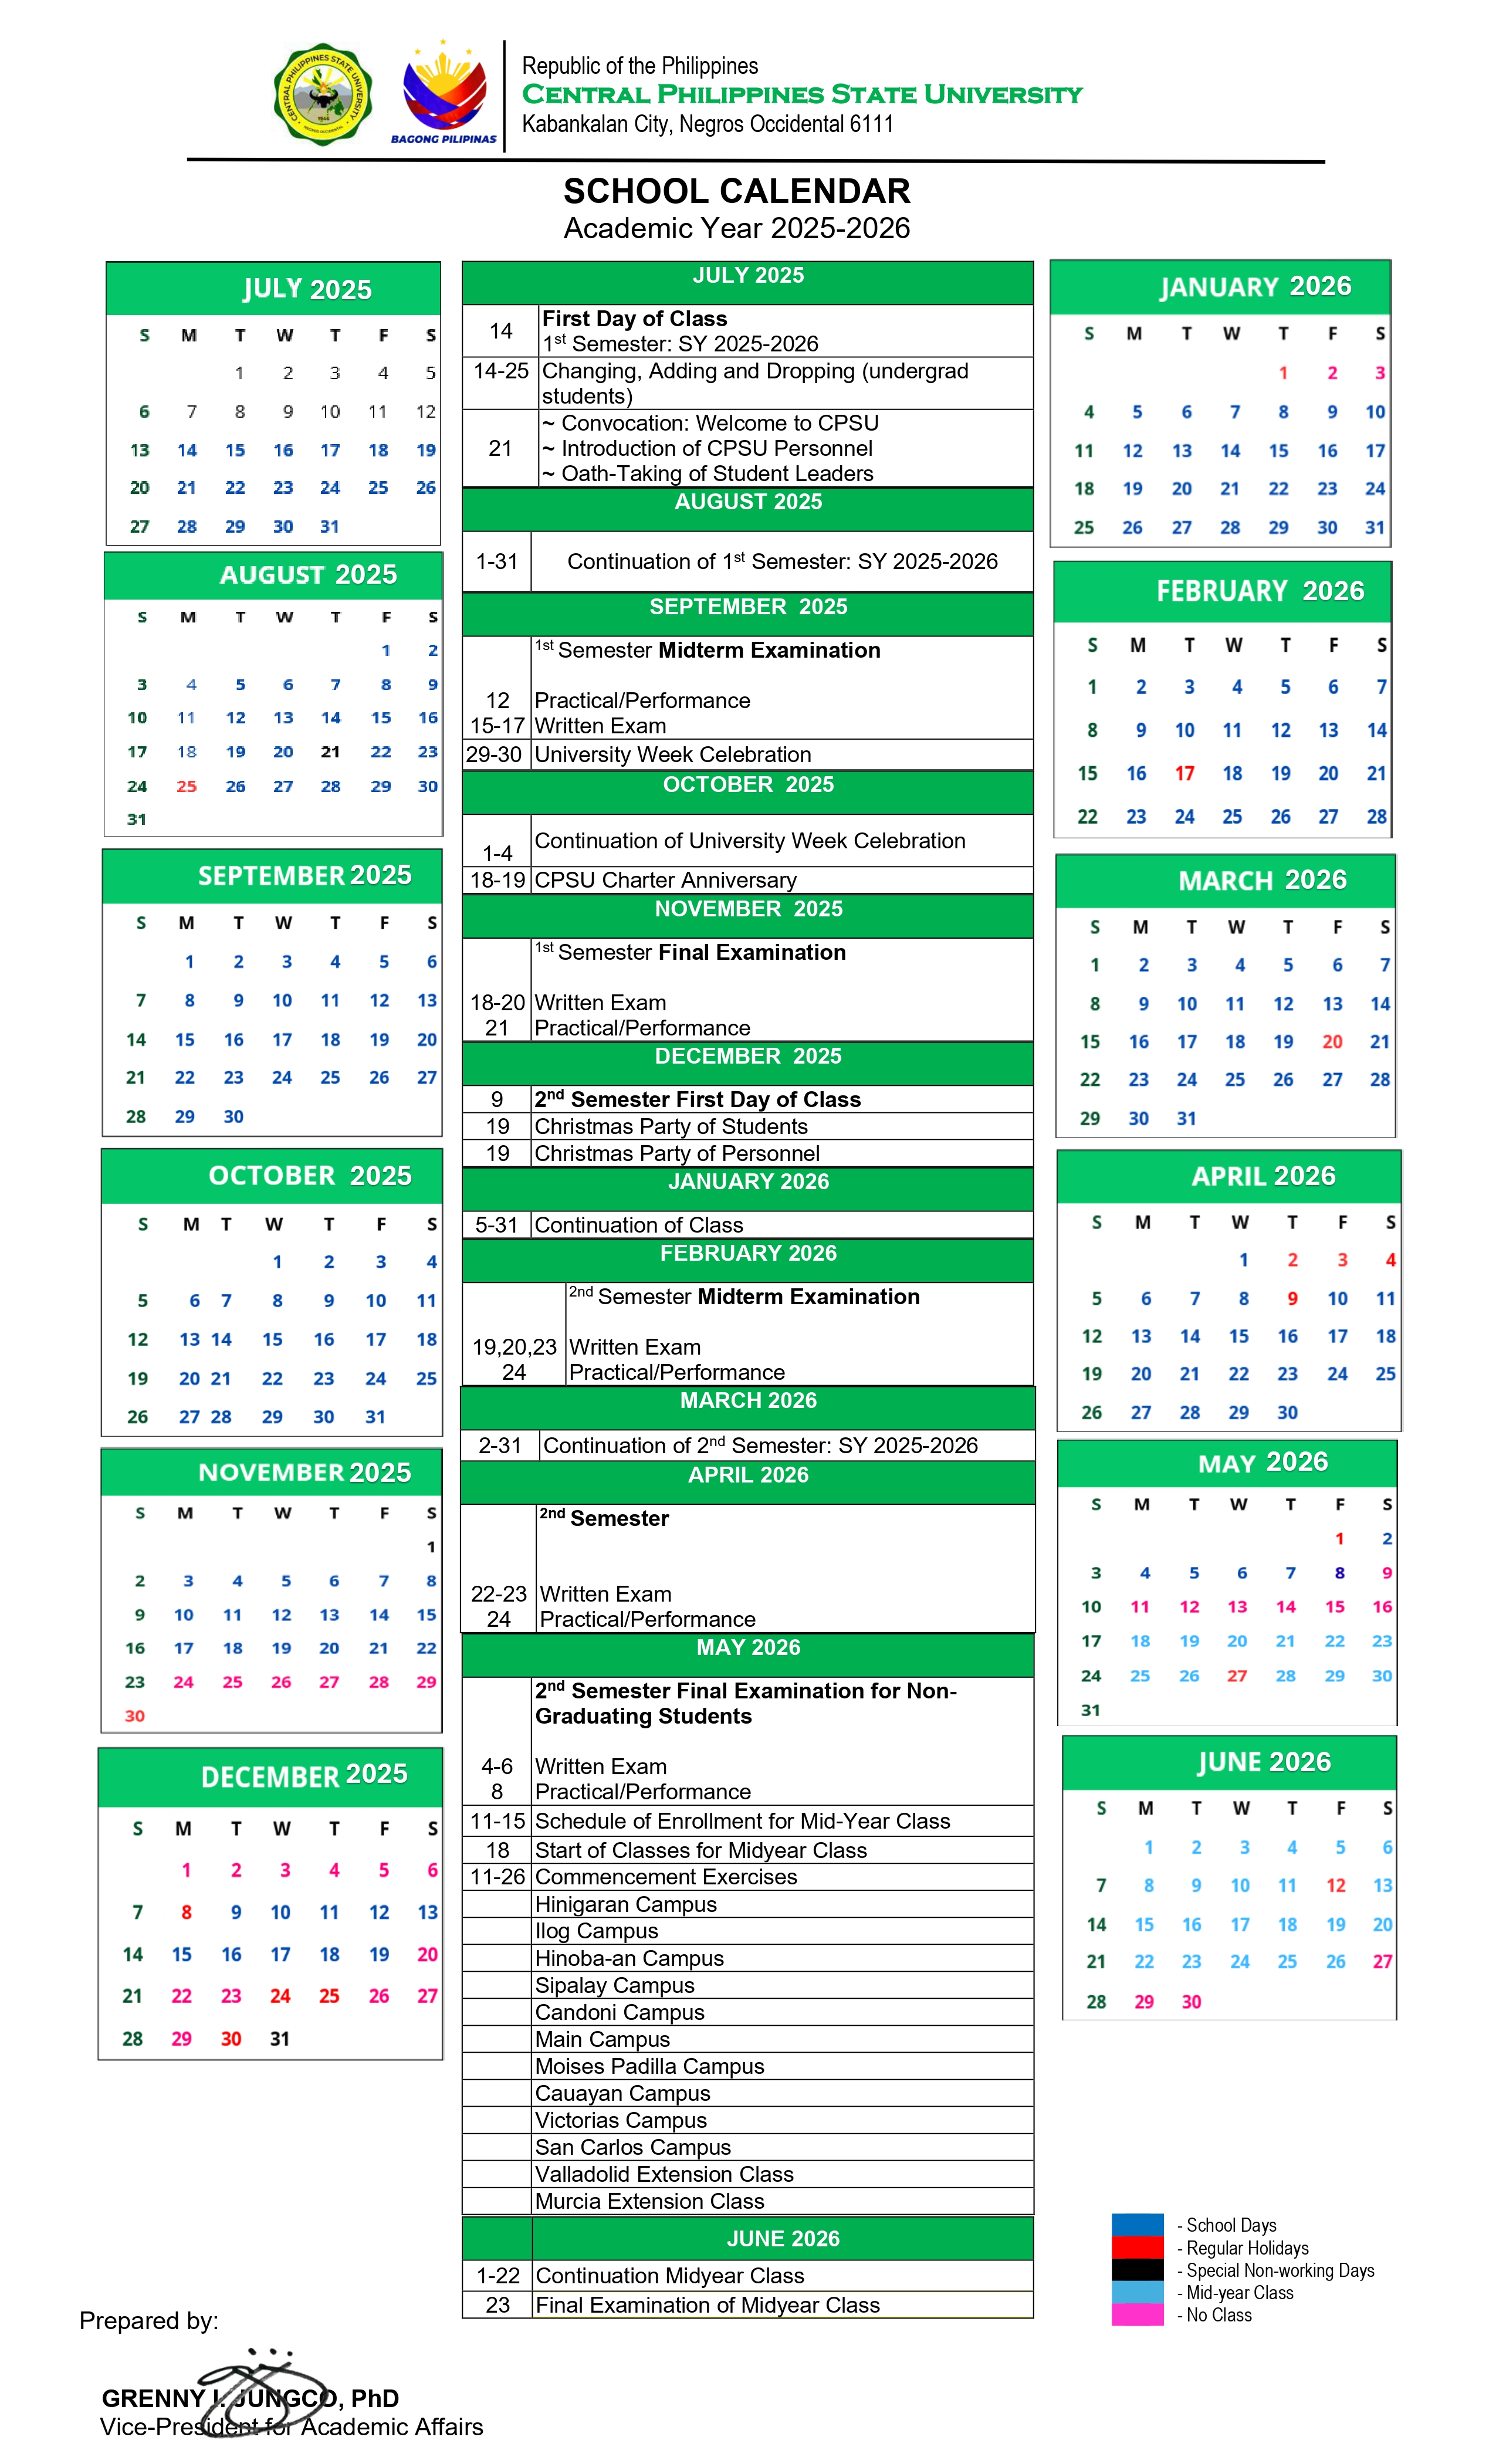 Republic of the Philippines
CENTRAL PHILIPPINES STATE UNIVERSITY
Kabankalan City, Negros Occidental 6111
CENTRAL PHILIPPINES STATE UNIVERSITY
NEGROS OCCIDENTAL
BAGONG PILIPINAS
SCHOOL CALENDAR
Academic Year 2025-2026
JULY 2025
S M T W T F S
1 2 3 4 5
6 7 8 9 10 11 12
13 14 15 16 17 18 19
20 21 22 23 24 25 26
27 28 29 30 31
AUGUST 2025
S M T W T F S
1 2
3 4 5 6 7 8 9
10 11 12 13 14 15 16
17 18 19 20 21 22 23
24 25 26 27 28 29 30
31
SEPTEMBER 2025
S M T W T F S
1 2 3 4 5 6
7 8 9 10 11 12 13
14 15 16 17 18 19 20
21 22 23 24 25 26 27
28 29 30
OCTOBER 2025
S M T W T F S
1 2 3 4
5 6 7 8 9 10 11
12 13 14 15 16 17 18
19 20 21 22 23 24 25
26 27 28 29 30 31
NOVEMBER 2025
S M T W T F S
1
2 3 4 5 6 7 8
9 10 11 12 13 14 15
16 17 18 19 20 21 22
23 24 25 26 27 28 29
30
DECEMBER 2025
S M T W T F S
1 2 3 4 5 6
7 8 9 10 11 12 13
14 15 16 17 18 19 20
21 22 23 24 25 26 27
28 29 30 31
JULY 2025
14 First Day of Class
1st Semester: SY 2025-2026
14-25 Changing, Adding and Dropping (undergrad
students)
~ Convocation: Welcome to CPSU
21 ~ Introduction of CPSU Personnel
~ Oath-Taking of Student Leaders
AUGUST 2025
1-31 Continuation of 1st Semester: SY 2025-2026
SEPTEMBER 2025
1st Semester Midterm Examination
12 Practical/Performance
15-17 Written Exam
29-30 University Week Celebration
OCTOBER 2025
1-4 Continuation of University Week Celebration
18-19 CPSU Charter Anniversary
NOVEMBER 2025
1st Semester Final Examination
18-20 Written Exam
21 Practical/Performance
DECEMBER 2025
9 2nd Semester First Day of Class
19 Christmas Party of Students
19 Christmas Party of Personnel
JANUARY 2026
5-31 Continuation of Class
FEBRUARY 2026
2nd Semester Midterm Examination
19,20,23 Written Exam
24 Practical/Performance
MARCH 2026
2-31 Continuation of 2nd Semester: SY 2025-2026
APRIL 2026
2nd Semester
22-23 Written Exam
24 Practical/Performance
MAY 2026
2nd Semester Final Examination for Non-
Graduating Students
4-6 Written Exam
8 Practical/Performance
11-15 Schedule of Enrollment for Mid-Year Class
18 Start of Classes for Midyear Class
11-26 Commencement Exercises
Hinigaran Campus
Ilog Campus
Hinoba-an Campus
Sipalay Campus
Candoni Campus
Main Campus
Moises Padilla Campus
Cauayan Campus
Victorias Campus
San Carlos Campus
Valladolid Extension Class
Murcia Extension Class
JUNE 2026
1-22 Continuation Midyear Class
23 Final Examination of Midyear Class
JANUARY 2026
S M T W T F S
1 2 3
4 5 6 7 8 9 10
11 12 13 14 15 16 17
18 19 20 21 22 23 24
25 26 27 28 29 30 31
FEBRUARY 2026
S M T W T F S
1 2 3 4 5 6 7
8 9 10 11 12 13 14
15 16 17 18 19 20 21
22 23 24 25 26 27 28
MARCH 2026
S M T W T F S
1 2 3 4 5 6 7
8 9 10 11 12 13 14
15 16 17 18 19 20 21
22 23 24 25 26 27 28
29 30 31
APRIL 2026
S M T W T F S
1 2 3 4
5 6 7 8 9 10 11
12 13 14 15 16 17 18
19 20 21 22 23 24 25
26 27 28 29 30
MAY 2026
S M T W T F S
1 2
3 4 5 6 7 8 9
10 11 12 13 14 15 16
17 18 19 20 21 22 23
24 25 26 27 28 29 30
31
JUNE 2026
S M T W T F S
1 2 3 4 5 6
7 8 9 10 11 12 13
14 15 16 17 18 19 20
21 22 23 24 25 26 27
28 29 30
- School Days
- Regular Holidays
- Special Non-working Days
- Mid-year Class
- No Class
Prepared by:
GRENNY I. JUNGCO, PhD
Vice-President for Academic Affairs